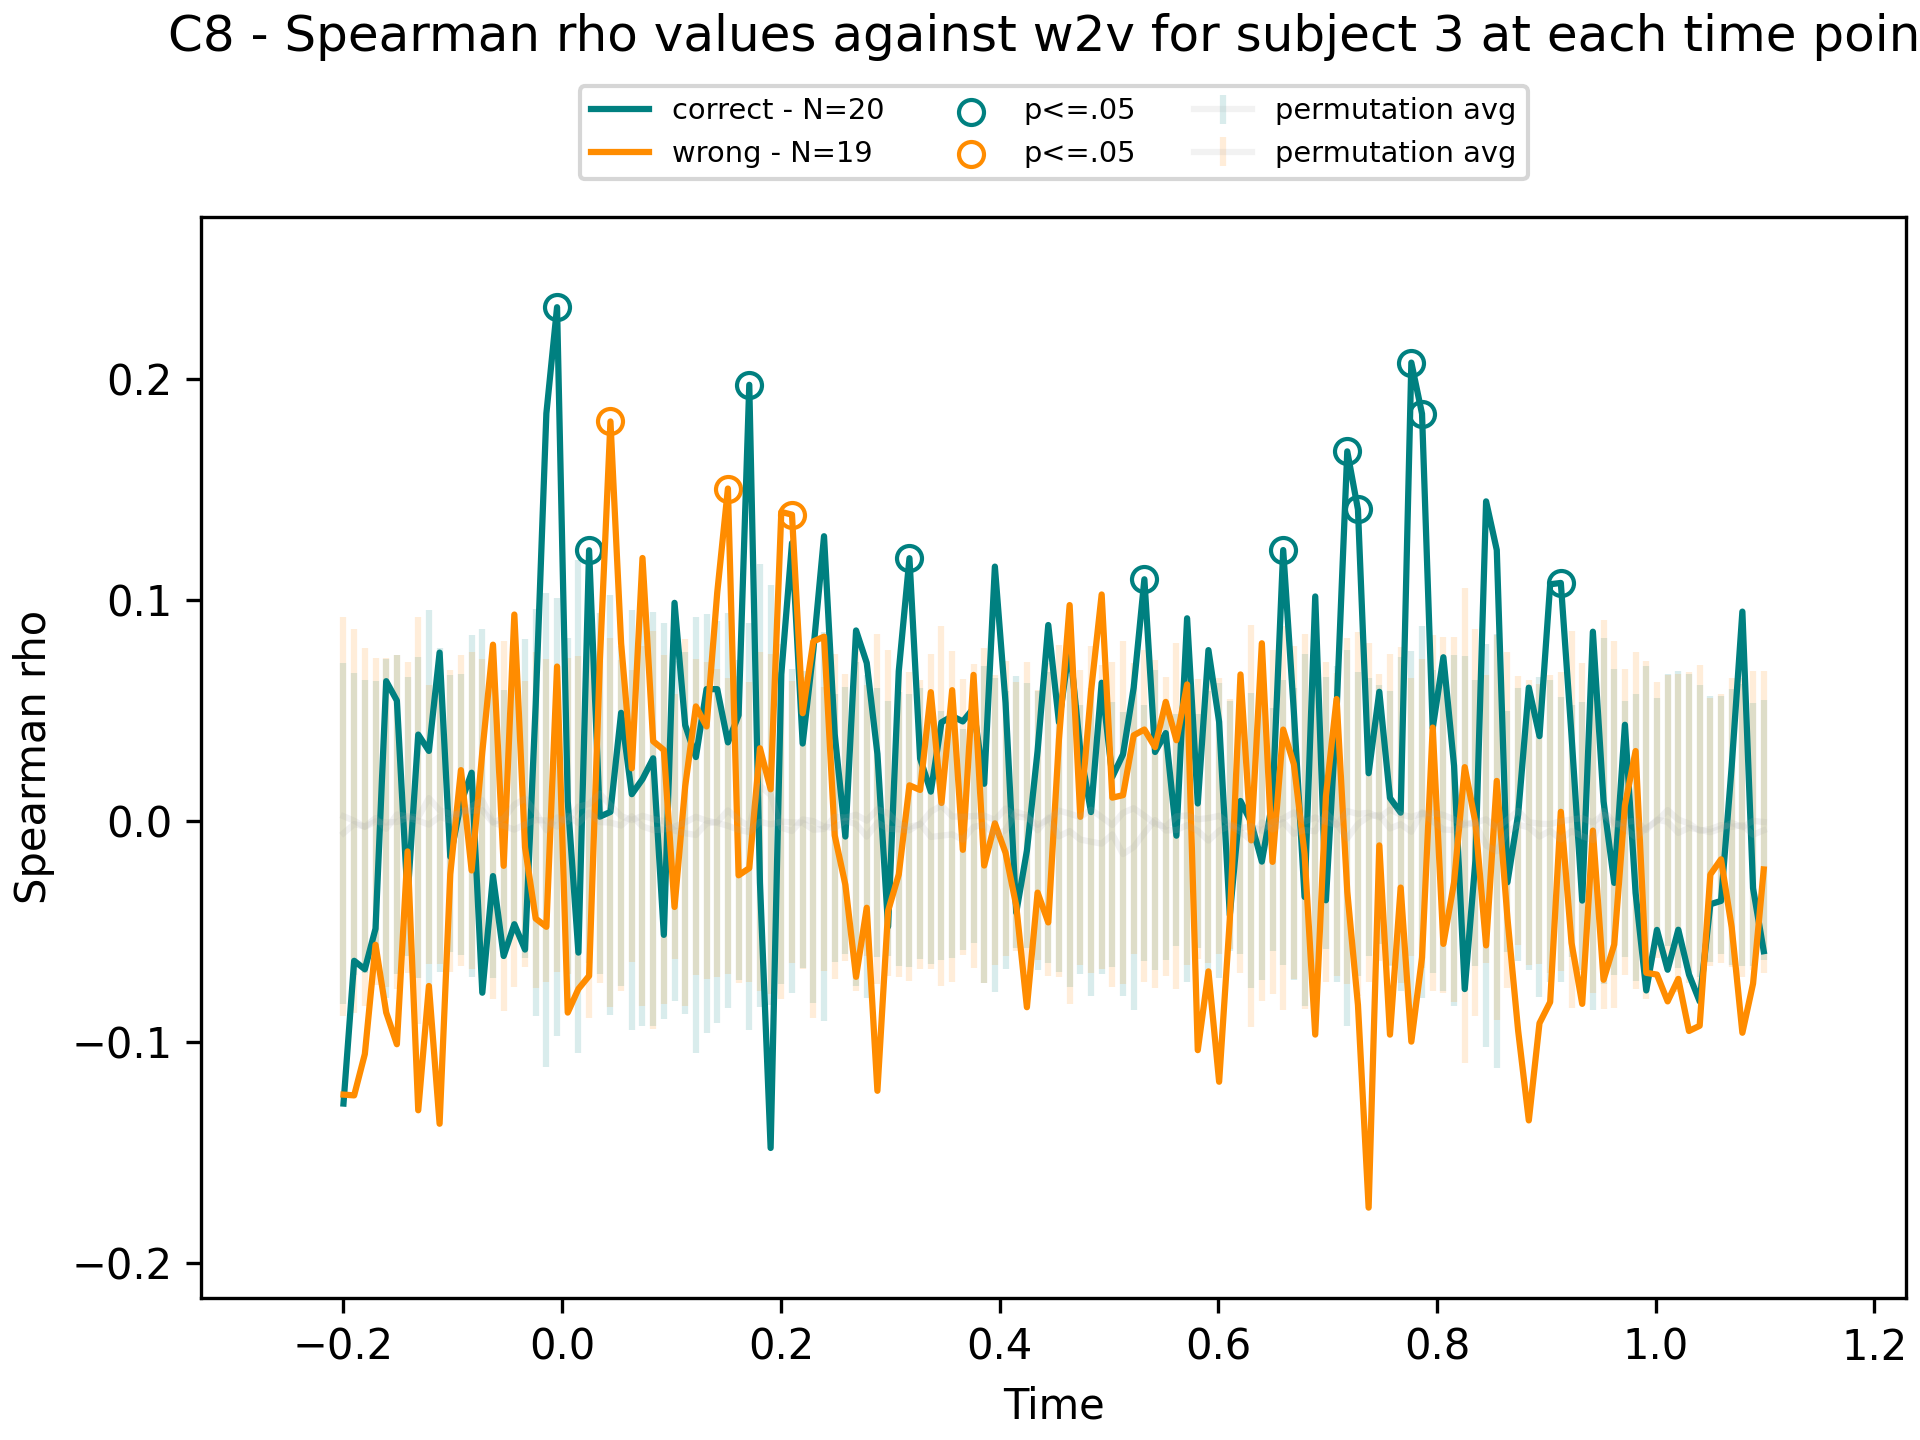 C8 - Spearman rho values against w2v for subject 3 at each time poin
correct - N=20
wrong - N=19
p<=.05
p<=.05
permutation avg
permutation avg
Spearman rho
0.2
0.1
0.0
−0.1
−0.2
−0.2 0.0 0.2 0.4 0.6 0.8 1.0 1.2
Time